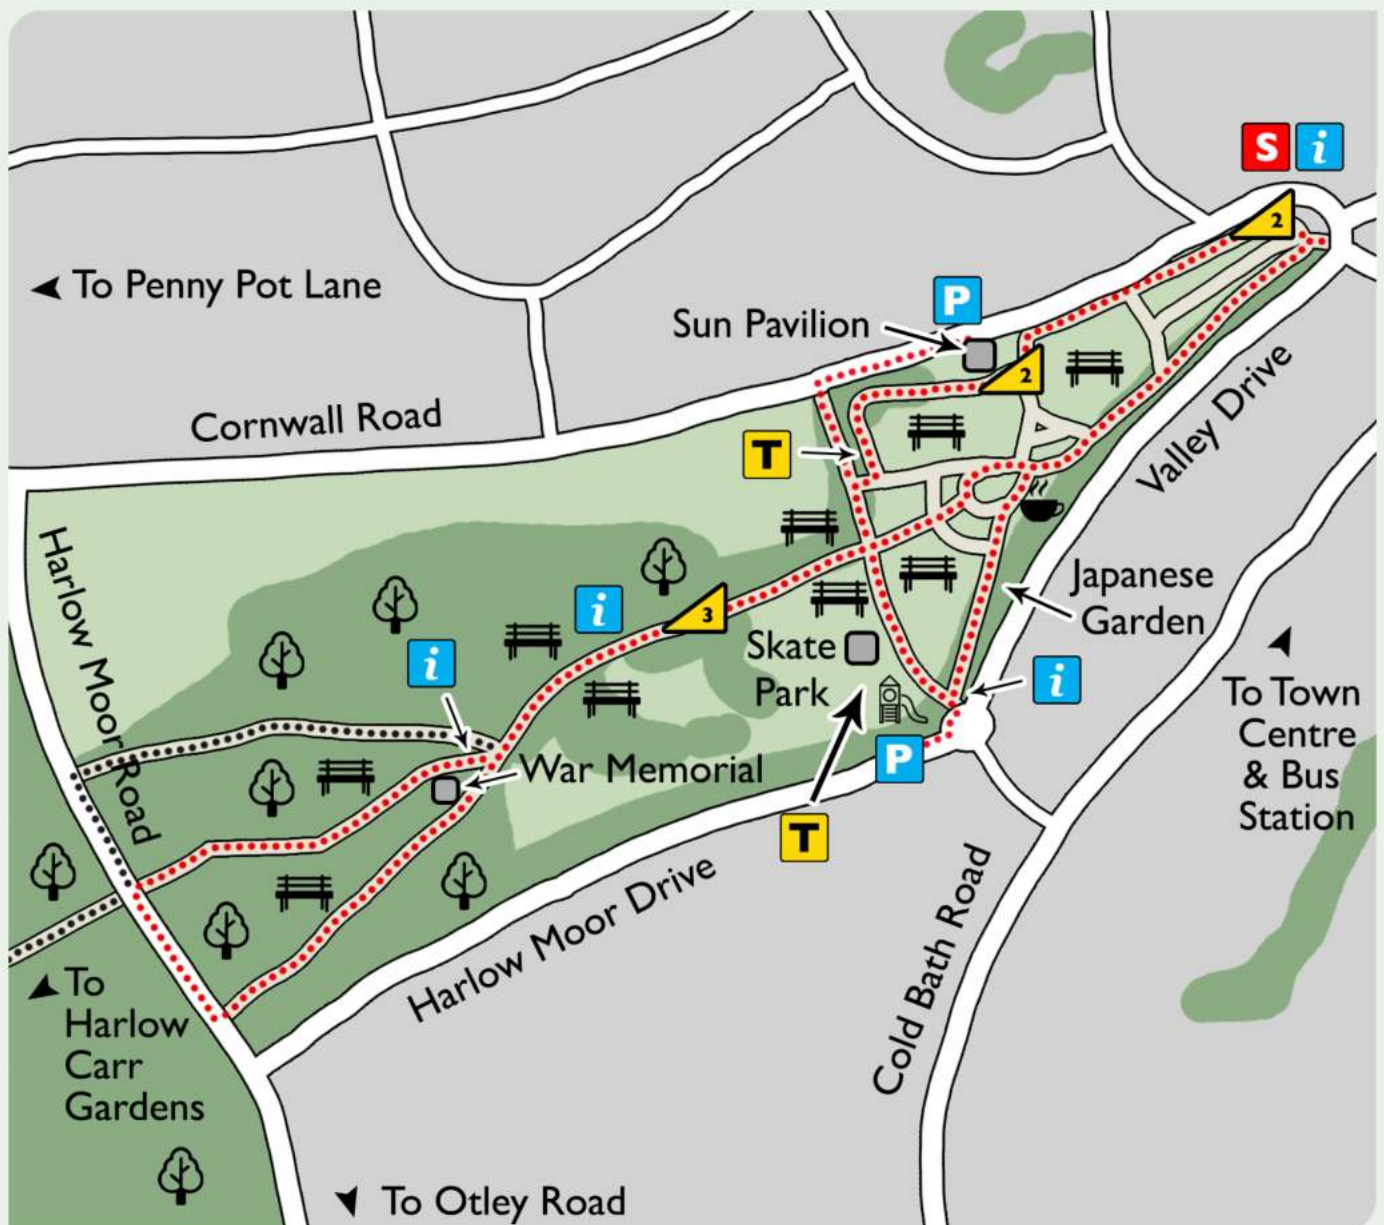 S i
2
To Penny Pot Lane
P
Sun Pavilion
2
Valley Drive
Cornwall Road
T
Harlow Moor Road
Japanese
Garden
i
3
i
Skate
Park
i
To Town
Centre
& Bus
Station
P
War Memorial
T
Harlow Moor Drive
Cold Bath Road
To
Harlow
Carr
Gardens
To Otley Road